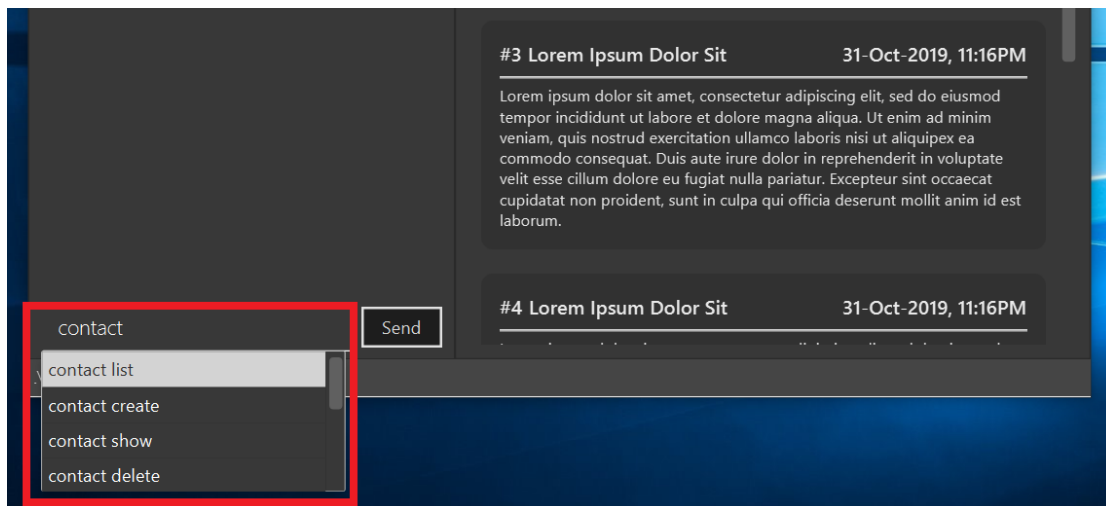 #3 Lorem Ipsum Dolor Sit 31-Oct-2019, 11:16PM
Lorem ipsum dolor sit amet, consectetur adipiscing elit, sed do eiusmod
tempor incididunt ut labore et dolore magna aliqua. Ut enim ad minim
veniam, quis nostrud exercitation ullamco laboris nisi ut aliquipex ea
commodo consequat. Duis aute irure dolor in reprehenderit in voluptate
velit esse cillum dolore eu fugiat nulla pariatur. Excepteur sint occaecat
cupidatat non proident, sunt in culpa qui officia deserunt mollit anim id est
laborum.
#4 Lorem Ipsum Dolor Sit 31-Oct-2019, 11:16PM
contact
Send
contact list
contact create
contact show
contact delete